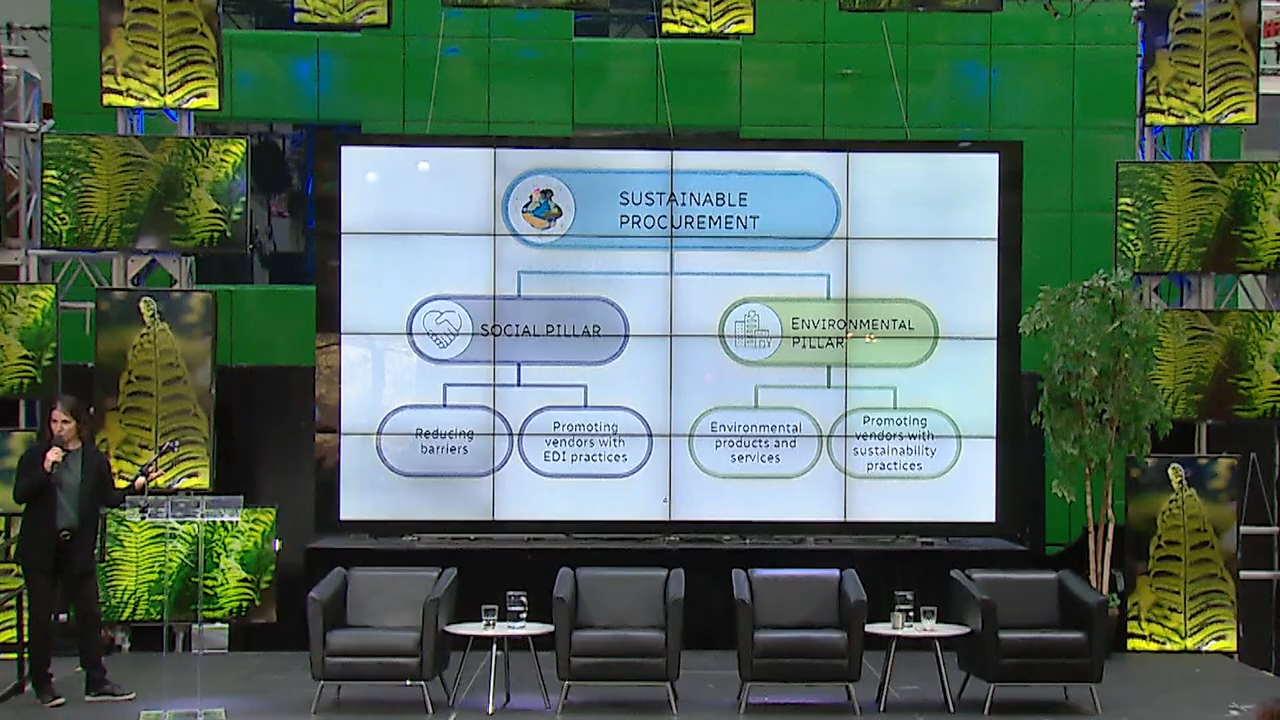 SUSTAINABLE
PROCUREMENT
SOCIAL PILLAR
ENVIRONMENTAL
PILLAR
Reducing
barriers
Promoting
vendors with
EDI practices
Environmental
products and
services
Promoting
vendors with
sustainability
practices
4